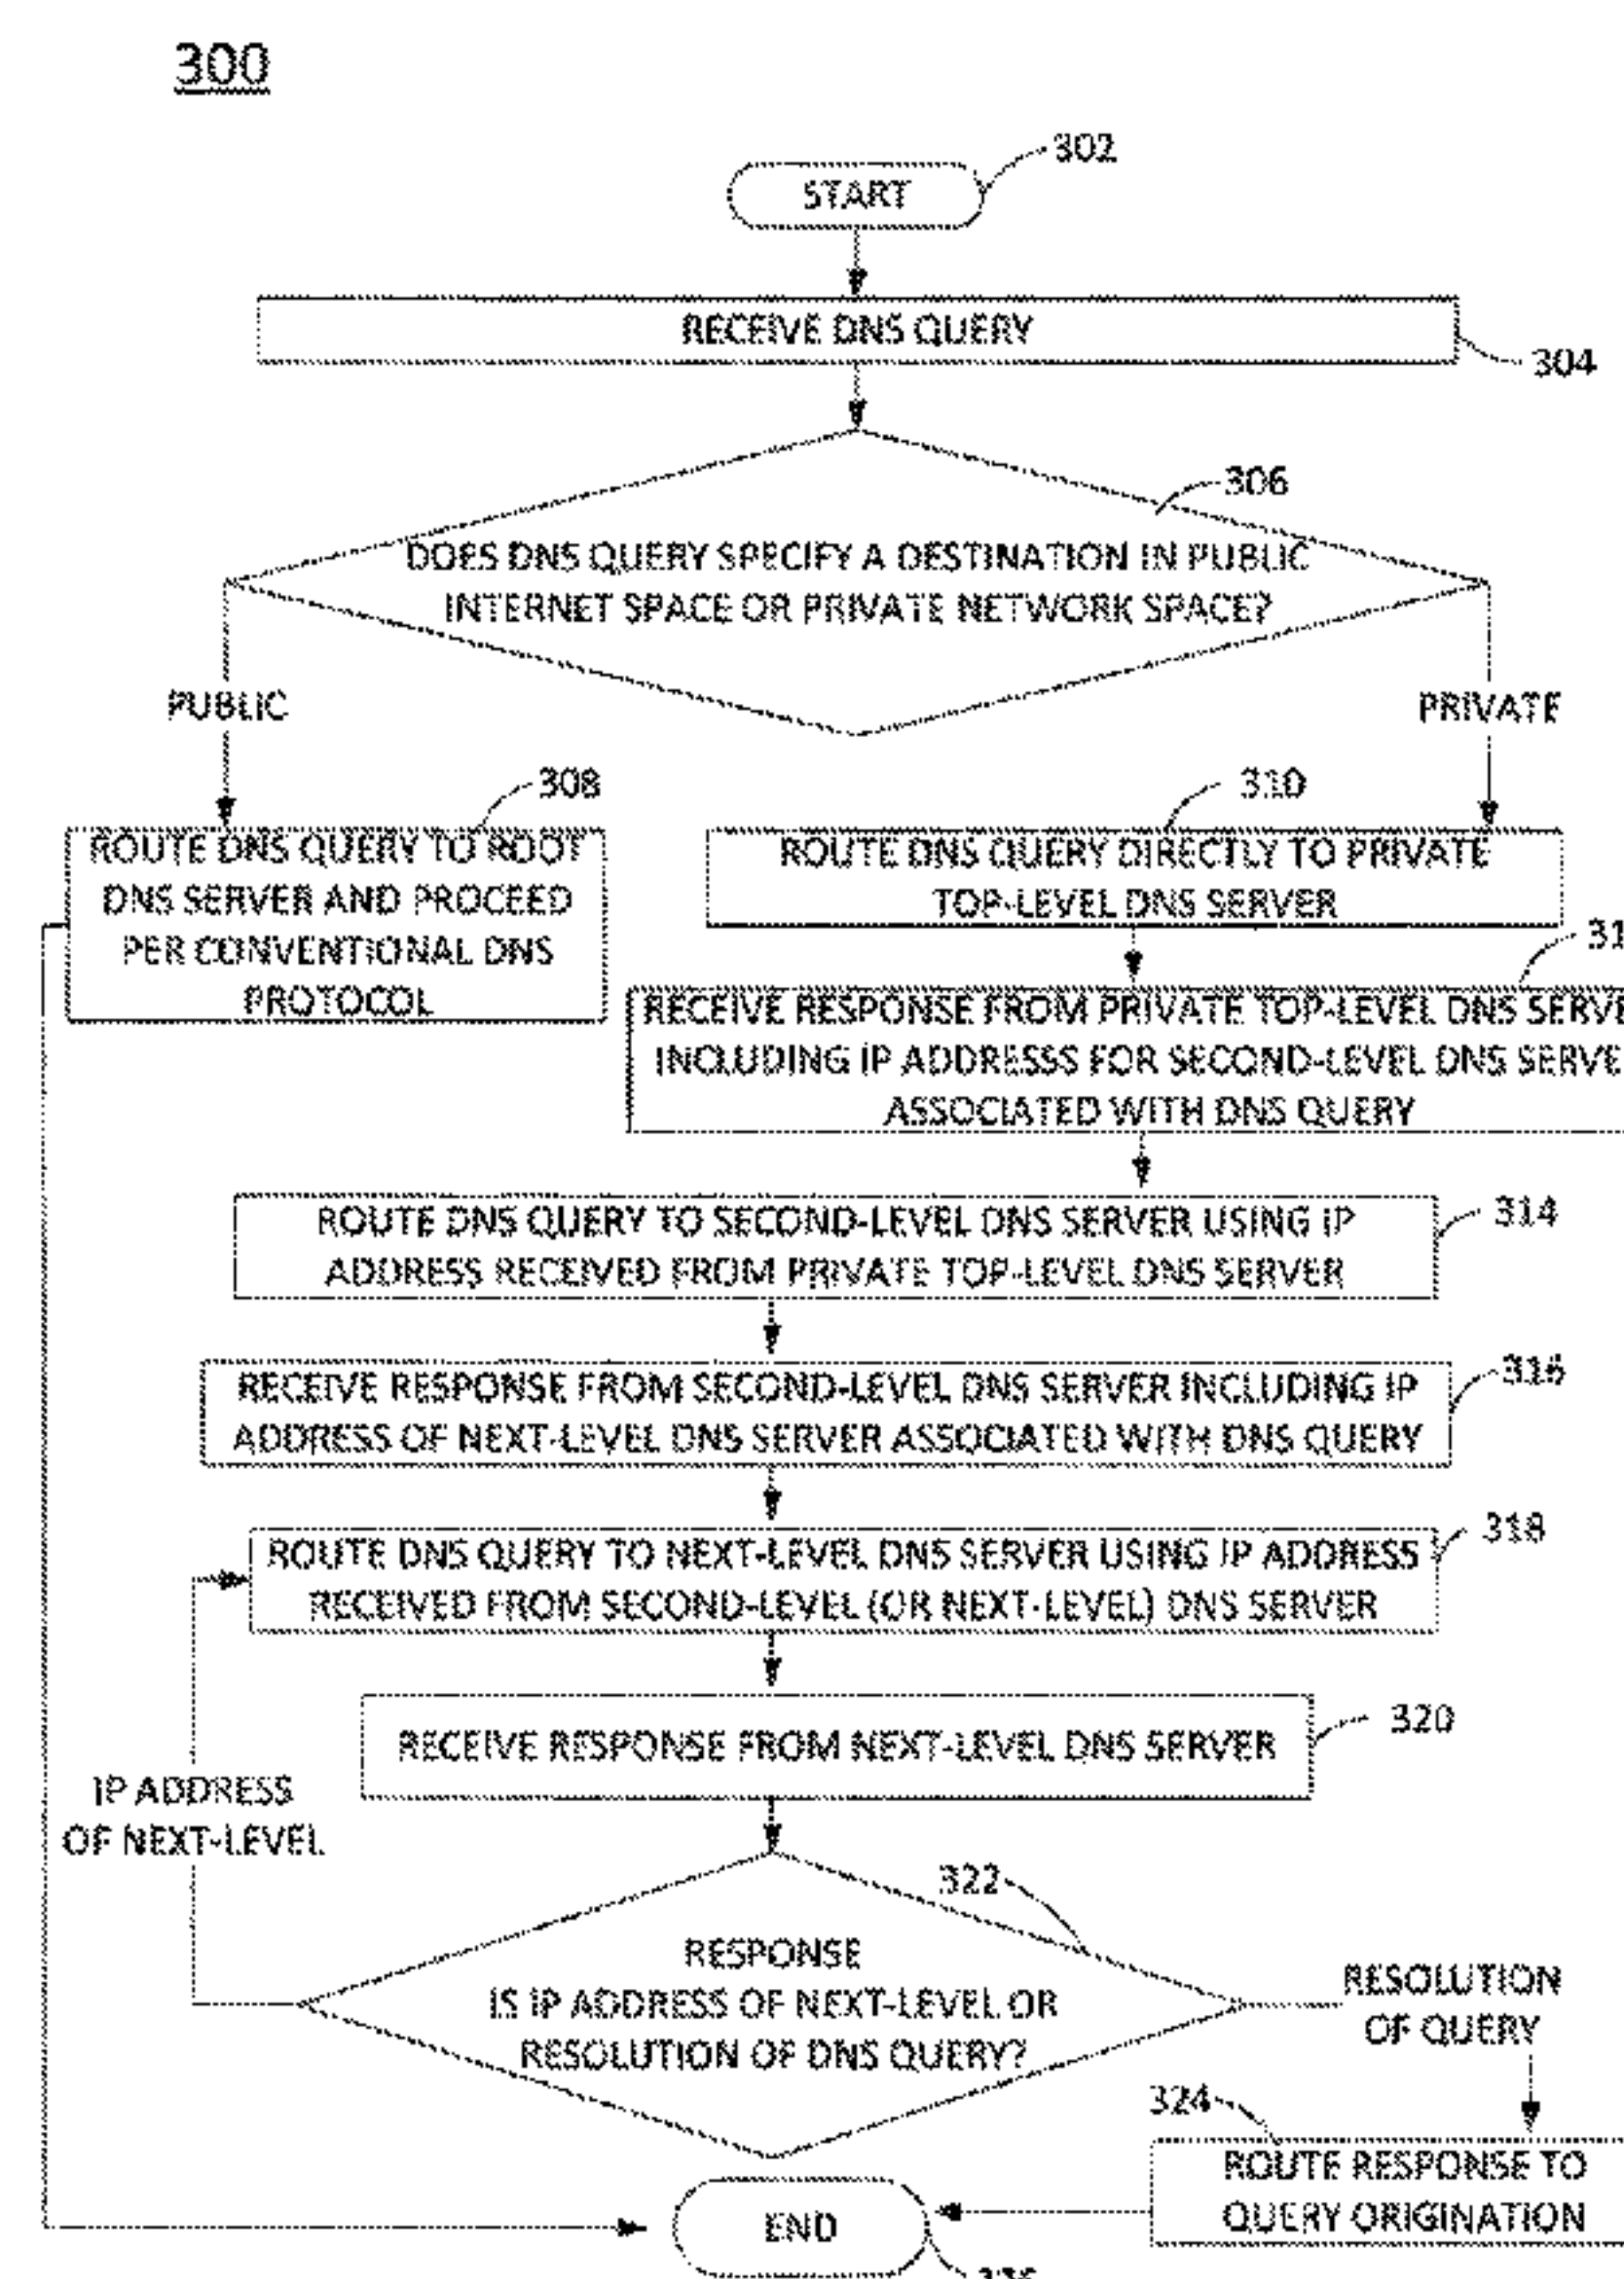 300
302
START
RECEIVE DNS QUERY
304
306
DOES DNS QUERY SPECIFY A DESTINATION IN PUBLIC
INTERNET SPACE OR PRIVATE NETWORK SPACE?
PUBLIC
PRIVATE
308
310
ROUTE DNS QUERY TO ROOT
DNS SERVER AND PROCEED
PER CONVENTIONAL DNS
PROTOCOL
ROUTE DNS QUERY DIRECTLY TO PRIVATE
TOP-LEVEL DNS SERVER
RECEIVE RESPONSE FROM PRIVATE TOP-LEVEL DNS
INCLUDING IP ADDRESSS FOR SECOND-LEVEL DNS
ASSOCIATED WITH DNS QUERY
314
ROUTE DNS QUERY TO SECOND-LEVEL DNS SERVER USING IP
ADDRESS RECEIVED FROM PRIVATE TOP-LEVEL DNS SERVER
316
RECEIVE RESPONSE FROM SECOND-LEVEL DNS SERVER INCLUDING IP
ADDRESS OF NEXT-LEVEL DNS SERVER ASSOCIATED WITH DNS QUERY
318
ROUTE DNS QUERY TO NEXT-LEVEL DNS SERVER USING IP ADDRESS
RECEIVED FROM SECOND-LEVEL (OR NEXT-LEVEL) DNS SERVER
320
RECEIVE RESPONSE FROM NEXT-LEVEL DNS SERVER
IP ADDRESS
OF NEXT-LEVEL
322
RESPONSE
IS IP ADDRESS OF NEXT-LEVEL OR
RESOLUTION OF DNS QUERY?
RESOLUTION
OF QUERY
324
ROUTE RESPONSE TO
QUERY ORIGINATION
END